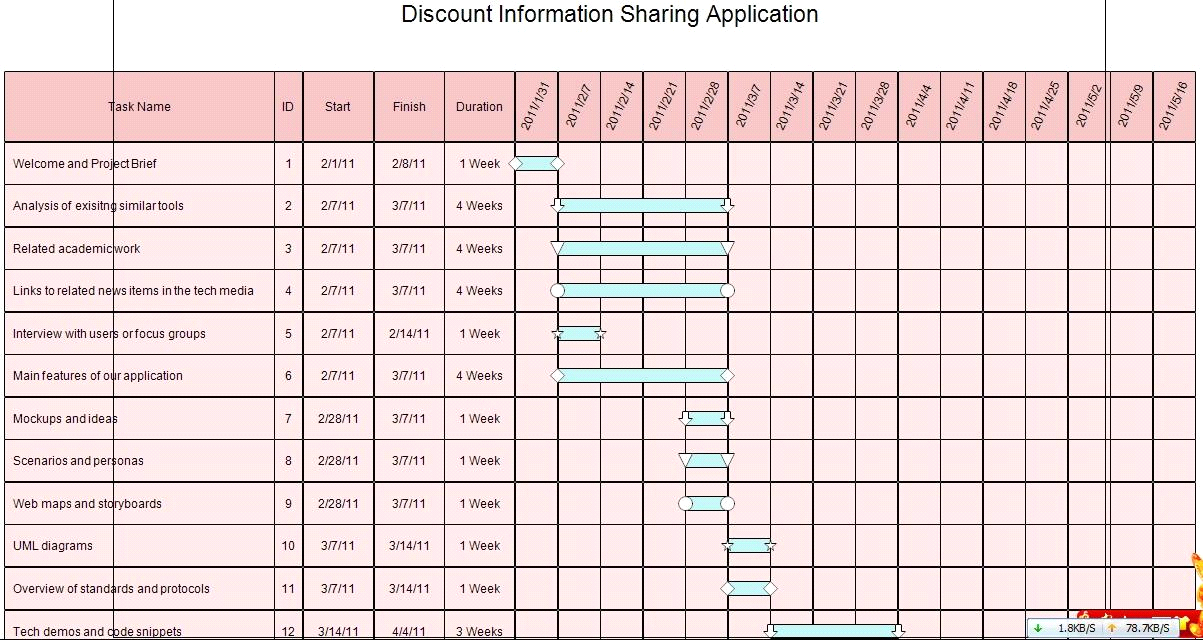 Discount Information Sharing Application
Task Name ID Start Finish Duration 2011/1/31 2011/2/7 2011/2/14 2011/2/21 2011/2/28 2011/3/7 2011/3/14 2011/3/21 2011/3/28 2011/4/4 2011/4/11 2011/4/18 2011/4/25 2011/5/2 2011/5/9 2011/5/16
Welcome and Project Brief 1 2/1/11 2/8/11 1 Week
Analysis of exisitng similar tools 2 2/7/11 3/7/11 4 Weeks
Related academic work 3 2/7/11 3/7/11 4 Weeks
Links to related news items in the tech media 4 2/7/11 3/7/11 4 Weeks
Interview with users or focus groups 5 2/7/11 2/14/11 1 Week
Main features of our application 6 2/7/11 3/7/11 4 Weeks
Mockups and ideas 7 2/28/11 3/7/11 1 Week
Scenarios and personas 8 2/28/11 3/7/11 1 Week
Web maps and storyboards 9 2/28/11 3/7/11 1 Week
UML diagrams 10 3/7/11 3/14/11 1 Week
Overview of standards and protocols 11 3/7/11 3/14/11 1 Week
Tech demos and code snippets 12 3/14/11 4/4/11 3 Weeks
1.8KB/S 78.7KB/S